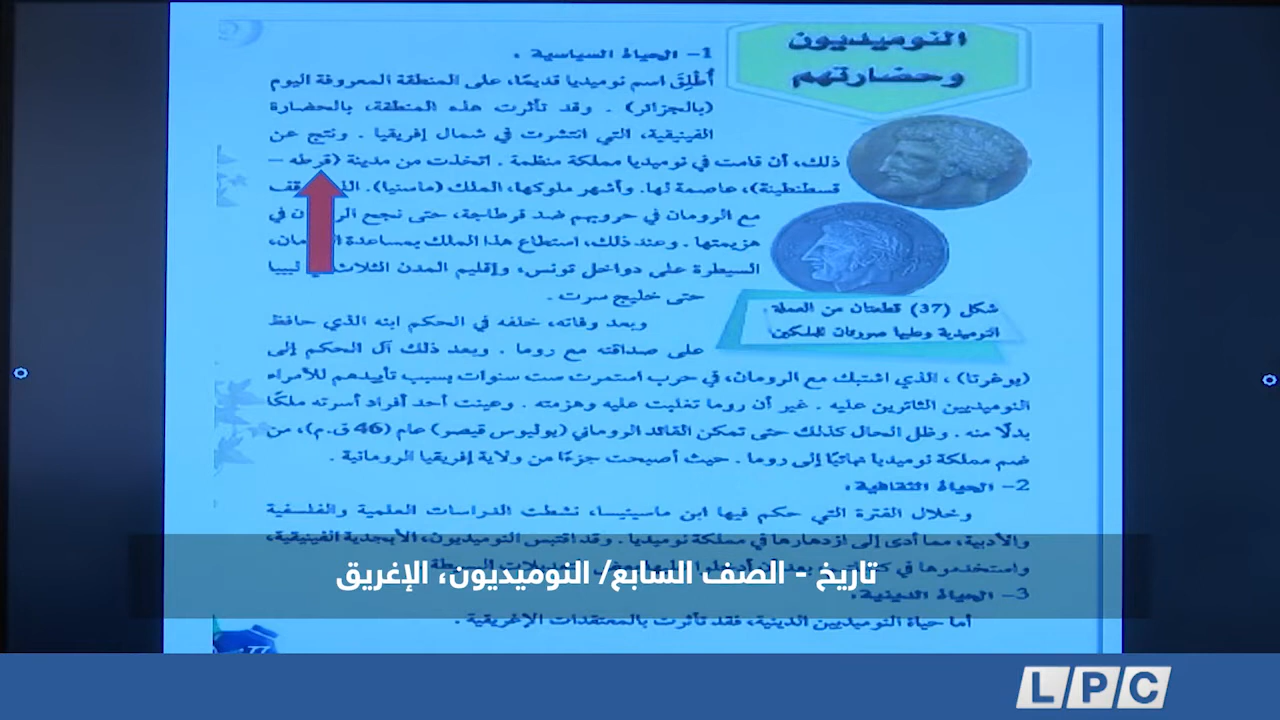 النوميديون
وحضارتهم
1- الحياة السياسية .
أُطْلِقَ اسم نوميديا قديمًا، على المنطقة المعروفة اليوم
(بالجزائر) . وقد تأثرت هذه المنطقة، بالحضارة
الفينيقية، التي انتشرت في شمال إفريقيا . ونتج عن
ذلك، أن قامت في نوميديا مملكة منظمة . اتخذت من مدينة (قرطه –
قسطنطينة)، عاصمة لها. وأشهر ملوكها، الملك (ماسنيا).
مع الرومان في حروبهم ضد قرطاجة، حتى نجح في
هزيمتها . وعند ذلك، استطاع هذا الملك بمساعدة
السيطرة على دواخل تونس، وإقليم المدن الثلاث ليبيا
حتى خليج سرت .
شكل (37) قطعتان من العملة
النوميدية وعليها صورتان للملكين
وبعد وفاته، خلفه في الحكم ابنه الذي حافظ
على صداقته مع روما . وبعد ذلك آل الحكم إلى
(يوغرتا) ، الذي اشتبك مع الرومان، في حرب استمرت ست سنوات بسبب تأييدهم للأمراء
النوميديين الثائرين عليه . غير أن روما تغلبت عليه وهزمته . وعينت أحد أفراد أسرته ملكًا
بدلًا منه . وظل الحال كذلك حتى تمكن القائد الروماني (يوليوس قيصر) عام (46 ق.م)، من
ضم مملكة نوميديا نهائيًا إلى روما . حيث أصبحت جزءًا من ولاية إفريقيا الرومانية .
2- الحياة الثقافية .
وخلال الفترة التي حكم فيها ابن ماسينيسا، نشطت الدراسات العلمية والفلسفية
والأدبية، مما أدى إلى ازدهارها في مملكة نوميديا . وقد اقتبس النوميديون، الأبجدية الفينيقية،
واستخدموها في
تاريخ - الصف السابع/ النوميديون، الإغريق
3- الحياة الدينية .
أما حياة النوميديين الدينية، فقد تأثرت بالمعتقدات الإغريقية .
77
LPC